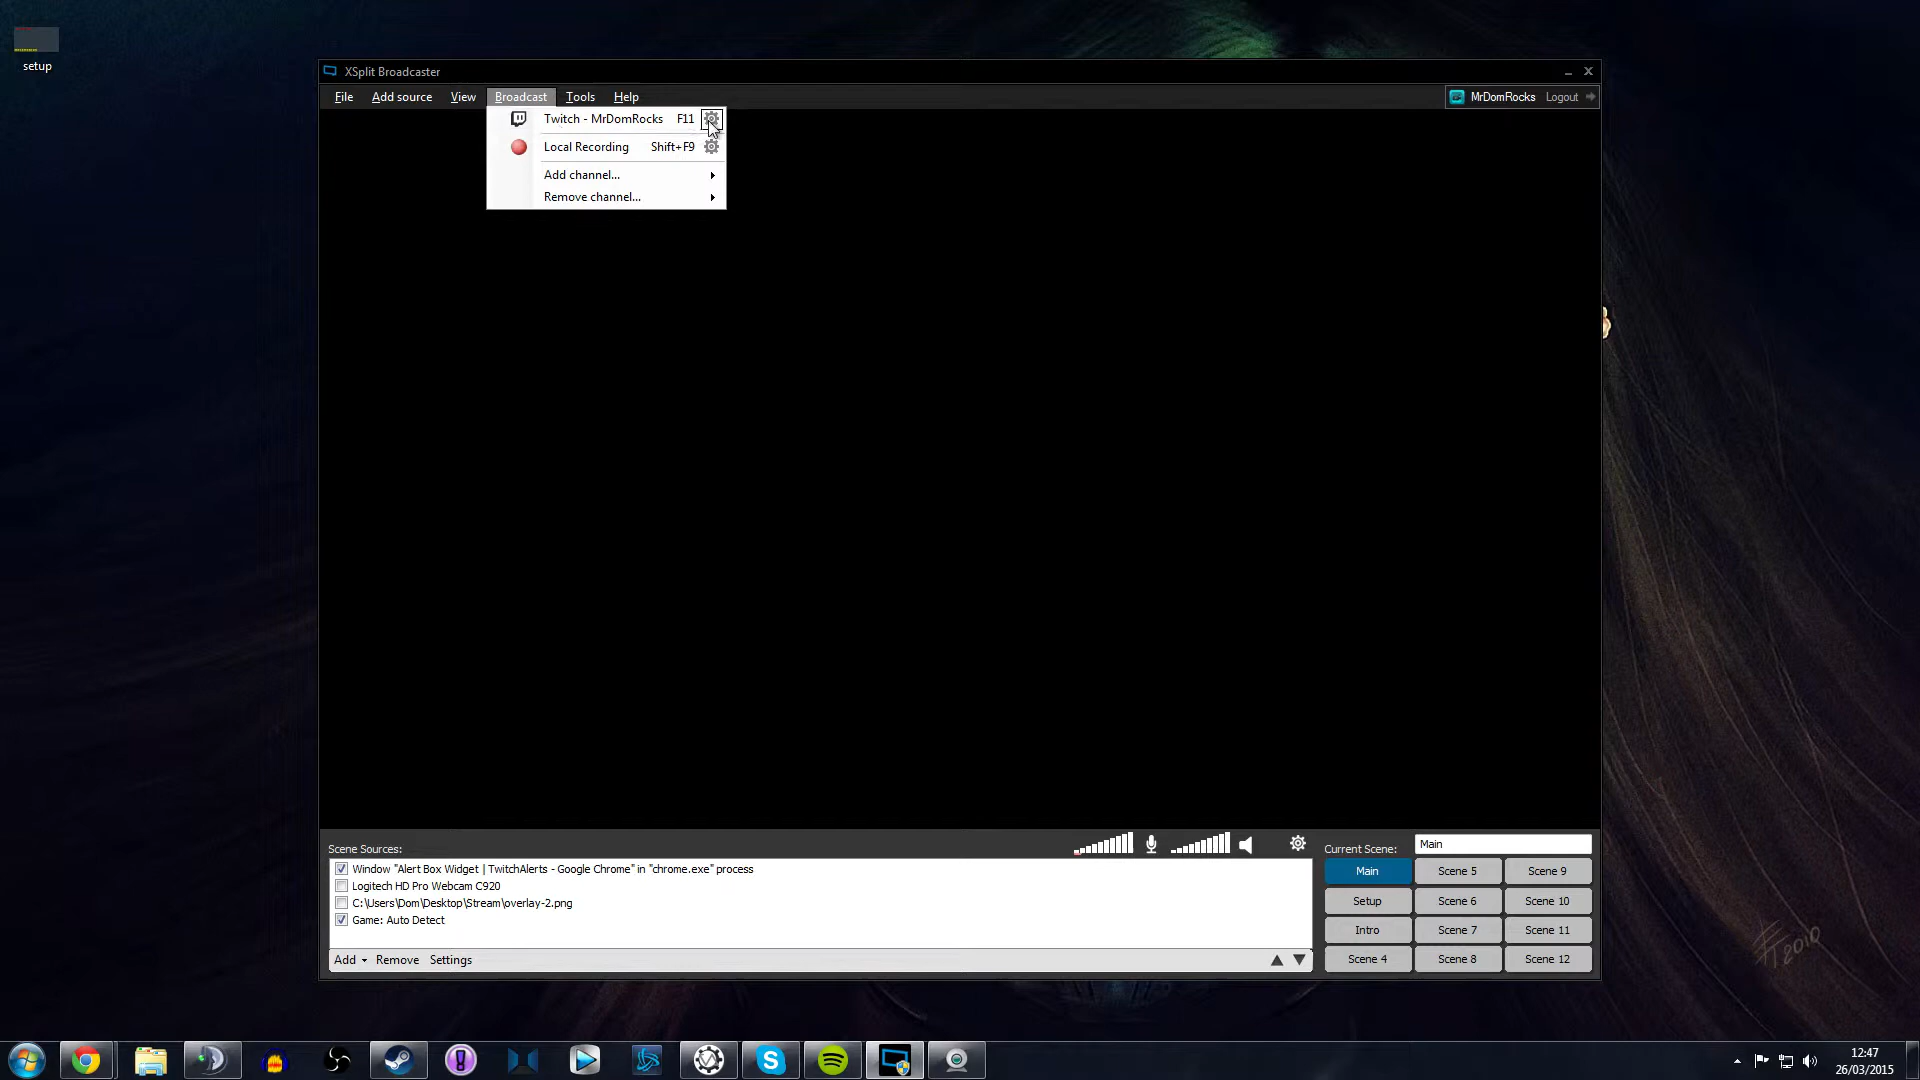 setup
XSplit Broadcaster
File Add source View Broadcast Tools Help
MrDomRocks Logout
Twitch - MrDomRocks F11
Local Recording Shift+F9
Add channel...
Remove channel...
Scene Sources:
Window "Alert Box Widget | TwitchAlerts - Google Chrome" in "chrome.exe" process
Logitech HD Pro Webcam C920
C:\Users\Dom\Desktop\Stream\overlay-2.png
Game: Auto Detect
Add Remove Settings
Current Scene: Main
Main Scene 5 Scene 9
Setup Scene 6 Scene 10
Intro Scene 7 Scene 11
Scene 4 Scene 8 Scene 12
2010
12:47
26/03/2015